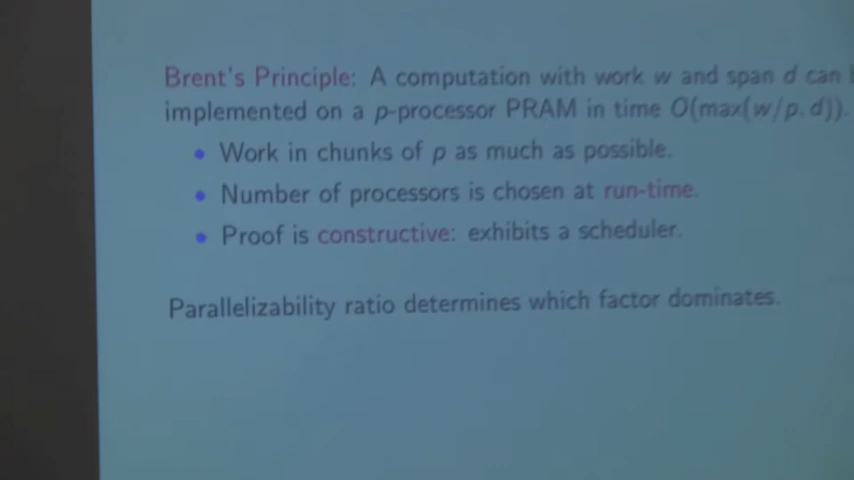 Brent's Principle: A computation with work w and span d can
implemented on a p-processor PRAM in time O(max(w/p, d)).
• Work in chunks of p as much as possible.
• Number of processors is chosen at run-time.
• Proof is constructive: exhibits a scheduler.
Parallelizability ratio determines which factor dominates.